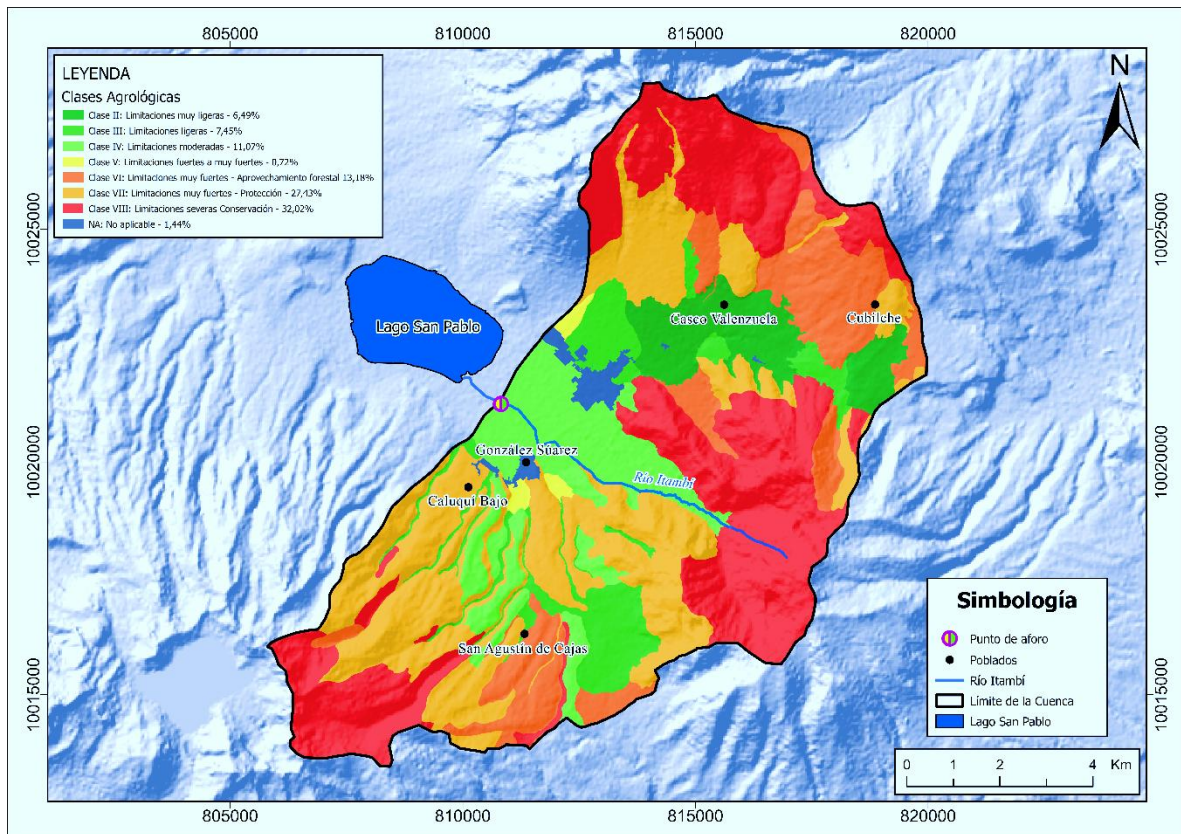 805000 810000 815000 820000
LEYENDA
Clases Agrológicas
Clase II: Limitaciones muy ligeras - 6,49%
Clase III: Limitaciones ligeras - 7,45%
Clase IV: Limitaciones moderadas - 11,07%
Clase V: Limitaciones fuertes a muy fuertes - 0,72%
Clase VI: Limitaciones muy fuertes - Aprovechamiento forestal 13,18%
Clase VII: Limitaciones muy fuertes - Protección - 27,43%
Clase VIII: Limitaciones severas Conservación - 32,02%
NA: No aplicable - 1,44%
N
10025000
10025000
Lago San Pablo
Casco Valenzuela
Cubilche
González Súarez
10020000
10020000
Caluquí Bajo
Río Itambí
San Agustín de Cajas
10015000
10015000
Simbología
Punto de aforo
Poblados
Río Itambí
Límite de la Cuenca
Lago San Pablo
0 1 2 4 Km
805000 810000 815000 820000